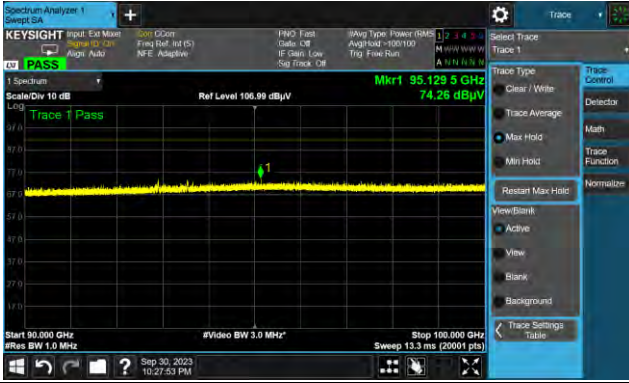 Spectrum Analyzer 1
Swept SA
+
Trace
KEYSIGHT Input: Ext Mixer Corr CCorr PNO: Fast #Avg Type: Power (RMS 1 2 3 4 5 6
Freq Ref: Int (S) Gate: Off Avg|Hold: >100/100 M W W W W W
Align: Auto NFE: Adaptive IF Gain: Low Trig: Free Run
Sig Track: Off A N N N N N
LXI PASS
Select Trace
Trace 1
1 Spectrum
Mkr1 95.129 5 GHz
Scale/Div 10 dB Ref Level 106.99 dBµV 74.26 dBµV
Log
Trace 1 Pass
97.0
87.0
77.0
67.0
57.0
47.0
37.0
27.0
17.0
1
Start 90.000 GHz #Video BW 3.0 MHz* Stop 100.000 GHz
#Res BW 1.0 MHz Sweep 13.3 ms (20001 pts)
Trace Type
Clear / Write
Trace Average
Max Hold
Min Hold
Restart Max Hold
View/Blank
Active
View
Blank
Background
Trace Settings
Table
Trace
Control
Detector
Math
Trace
Function
Normalize
? Sep 30, 2023
10:27:53 PM